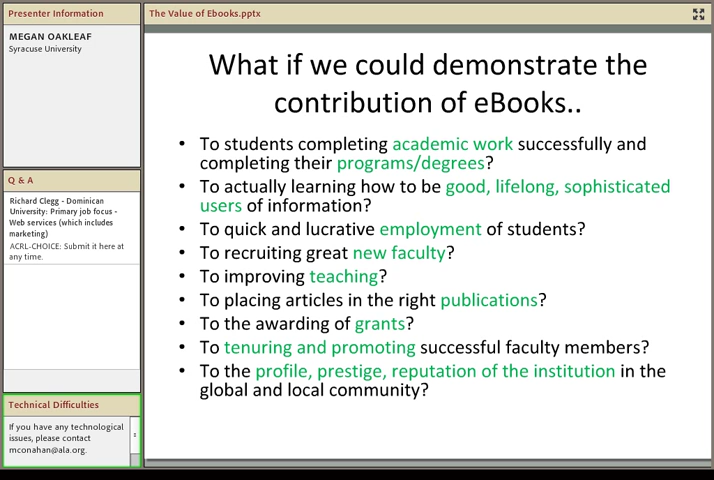 Presenter Information
MEGAN OAKLEAF
Syracuse University
Q & A
Richard Clegg - Dominican
University: Primary job focus -
Web services (which includes
marketing)
ACRL-CHOICE: Submit it here at
any time.
Technical Difficulties
If you have any technological
issues, please contact
mconahan@ala.org.
The Value of Ebooks.pptx
What if we could demonstrate the
contribution of eBooks..
• To students completing academic work successfully and
completing their programs/degrees?
• To actually learning how to be good, lifelong, sophisticated
users of information?
• To quick and lucrative employment of students?
• To recruiting great new faculty?
• To improving teaching?
• To placing articles in the right publications?
• To the awarding of grants?
• To tenuring and promoting successful faculty members?
• To the profile, prestige, reputation of the institution in the
global and local community?